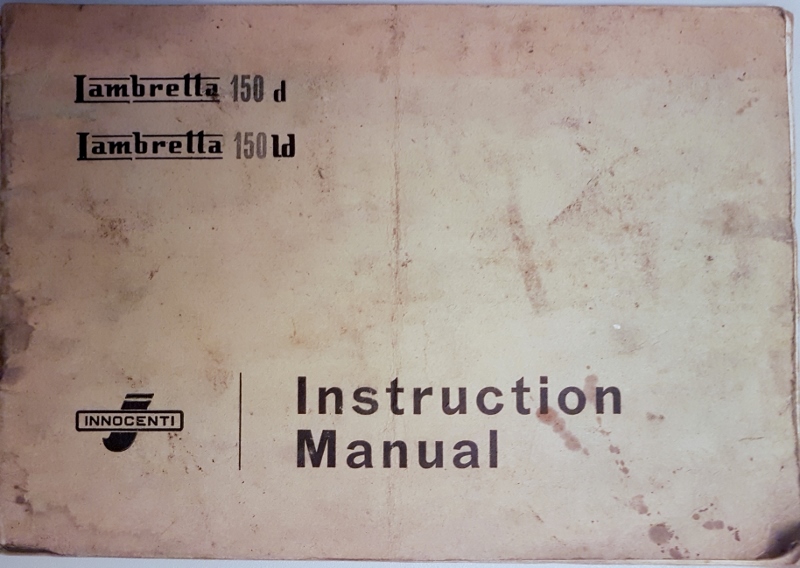 Lambretta 150 d
Lambretta 150 ld
INNOCENTI
Instruction
Manual